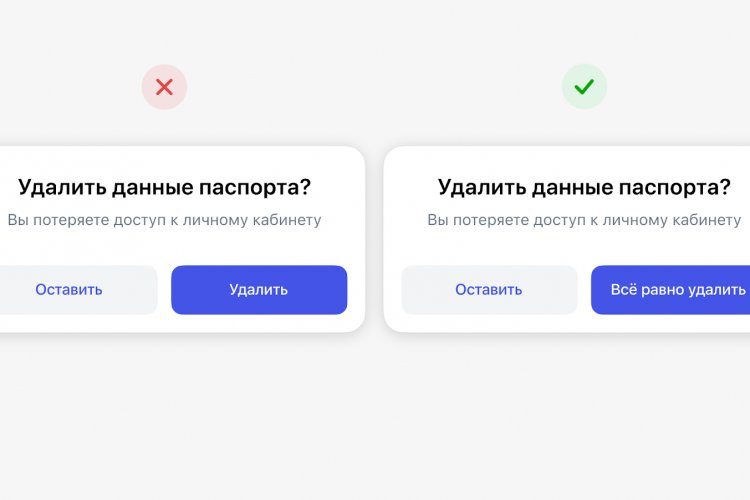 Удалить данные паспорта?
Вы потеряете доступ к личному кабинету
Оставить
Удалить
Удалить данные паспорта?
Вы потеряете доступ к личному кабинету
Оставить
Всё равно удалить